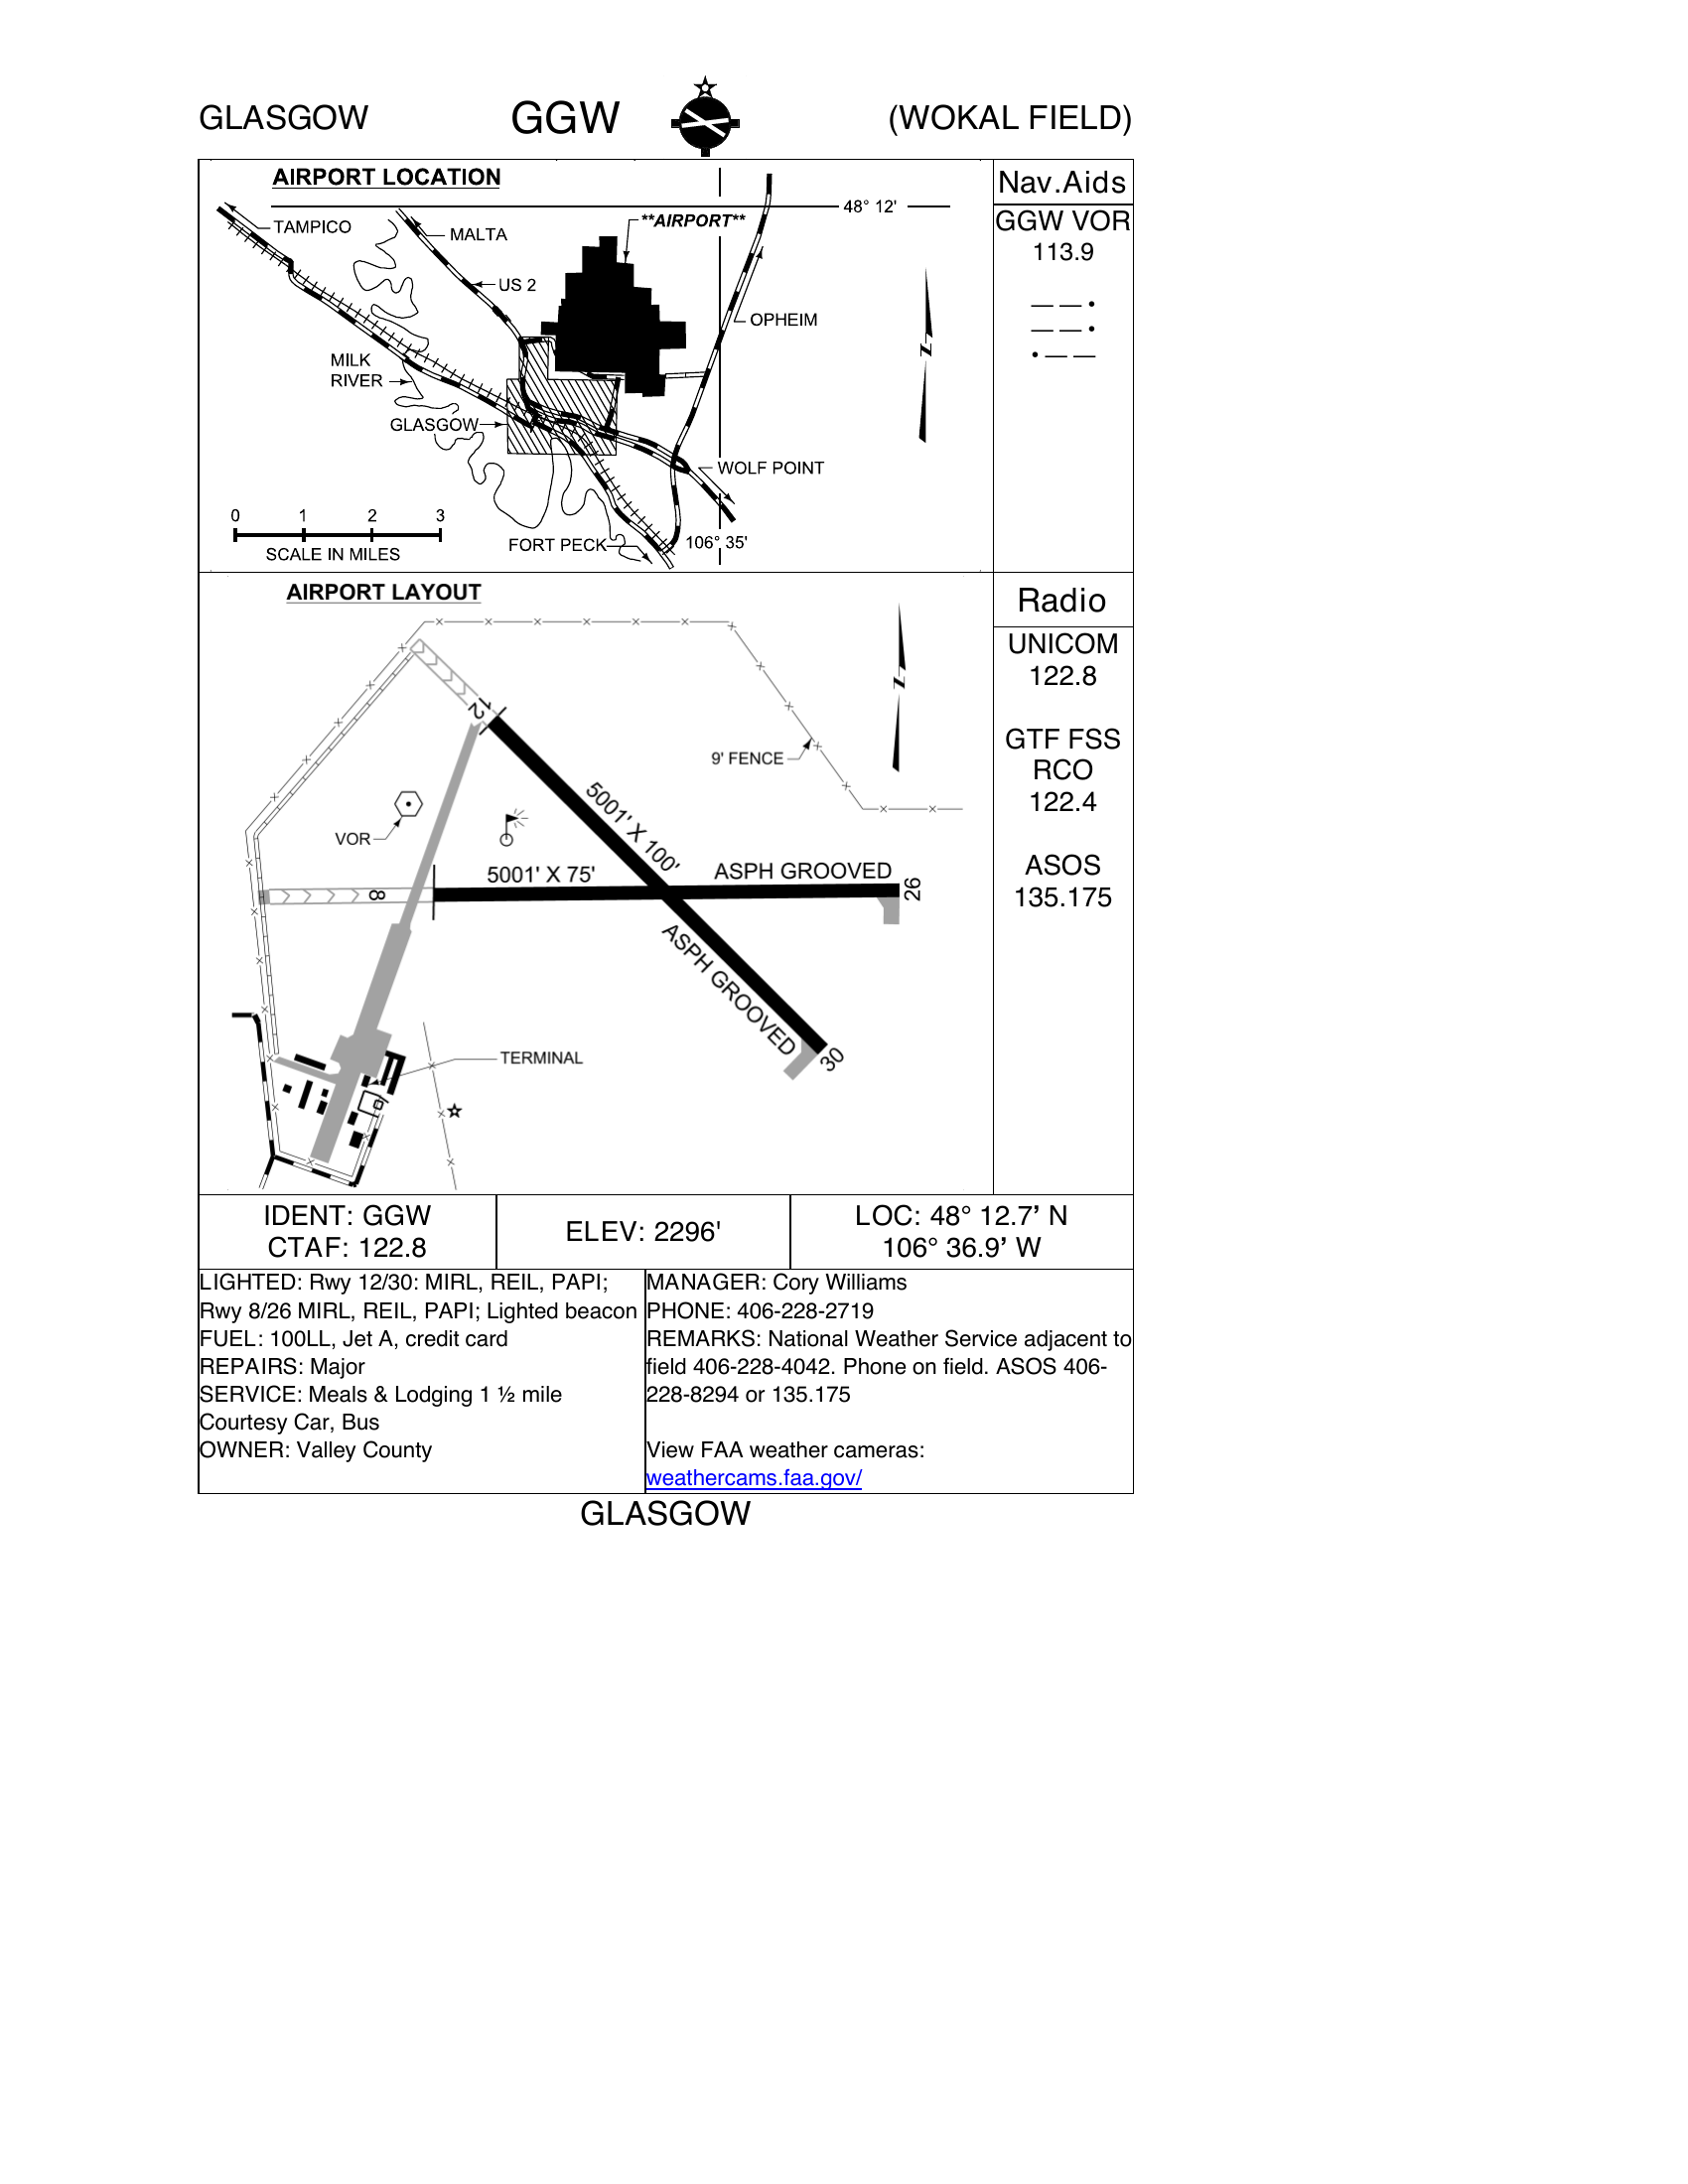 GLASGOW
GGW
(WOKAL FIELD)
AIRPORT LOCATION
Nav.Aids
48° 12'
**AIRPORT**
GGW VOR
113.9
TAMPICO
MALTA
US 2
OPHEIM
N
MILK
RIVER
GLASGOW
WOLF POINT
0 1 2 3
SCALE IN MILES
FORT PECK
106° 35'
AIRPORT LAYOUT
Radio
UNICOM
122.8
GTF FSS
RCO
122.4
ASOS
135.175
N
12
9' FENCE
5001' X 100'
VOR
5001' X 75'
ASPH GROOVED
8
26
ASPH GROOVED
30
TERMINAL
IDENT: GGW
CTAF: 122.8
ELEV: 2296'
LOC: 48° 12.7’ N
106° 36.9’ W
LIGHTED: Rwy 12/30: MIRL, REIL, PAPI;
Rwy 8/26 MIRL, REIL, PAPI; Lighted beacon
FUEL: 100LL, Jet A, credit card
REPAIRS: Major
SERVICE: Meals & Lodging 1 ½ mile
Courtesy Car, Bus
OWNER: Valley County
MANAGER: Cory Williams
PHONE: 406-228-2719
REMARKS: National Weather Service adjacent to
field 406-228-4042. Phone on field. ASOS 406-
228-8294 or 135.175
View FAA weather cameras:
weathercams.faa.gov/
GLASGOW